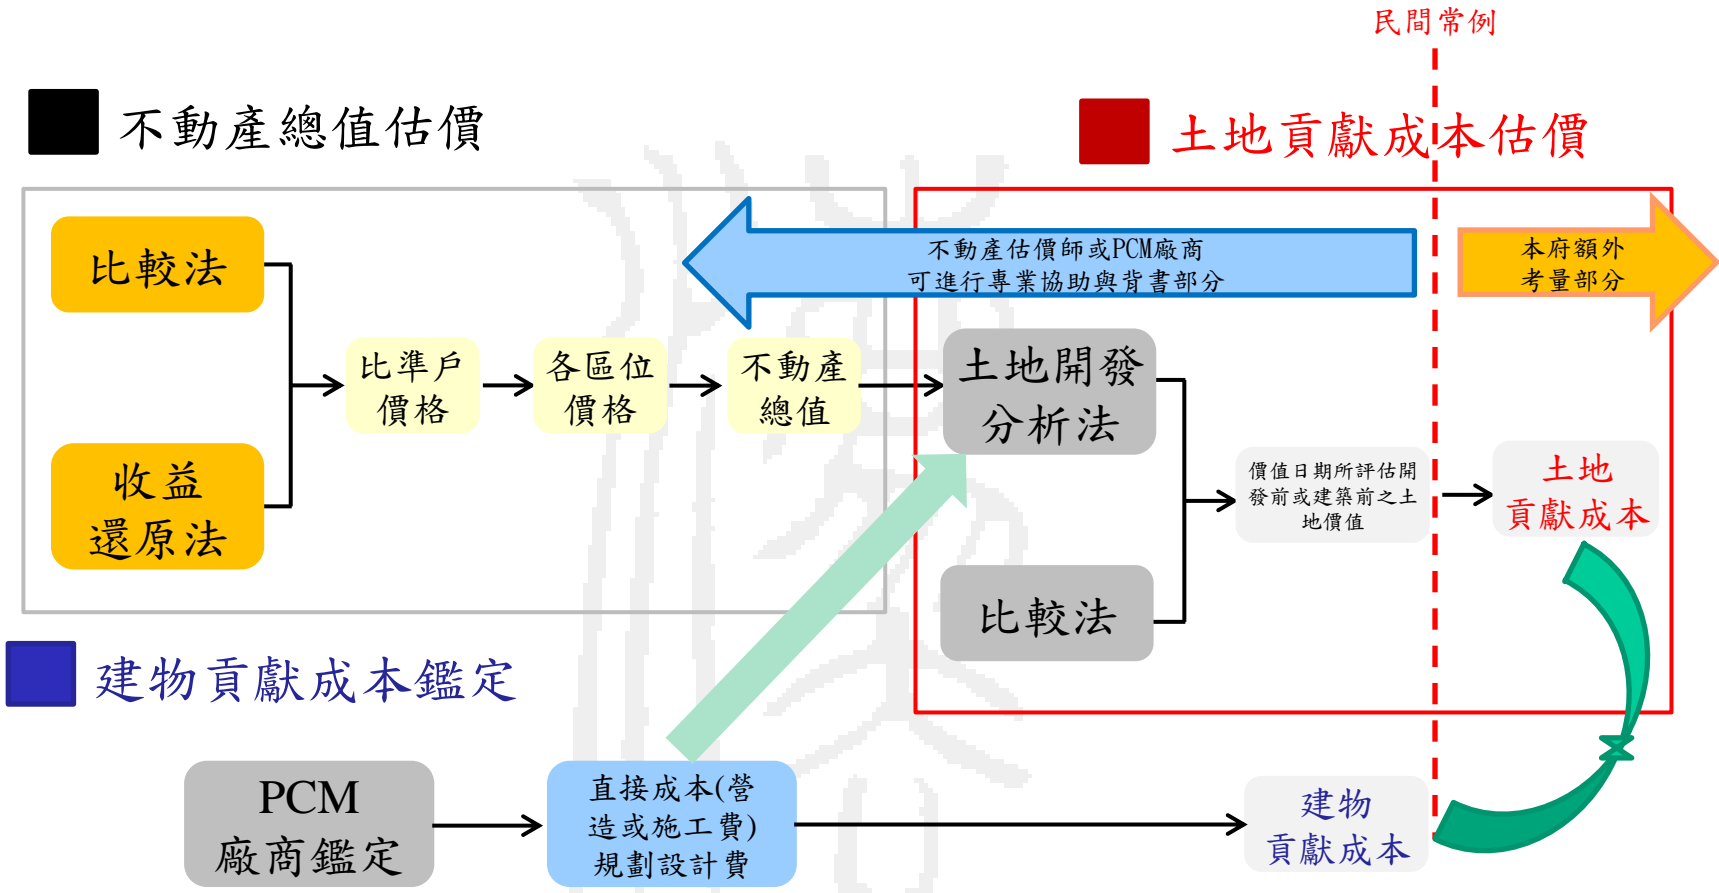 民間常例
不動產總值估價
土地貢獻成本估價
不動產估價師或PCM廠商
可進行專業協助與背書部分
本府額外
考量部分
比較法
收益
還原法
比準戶
價格
各區位
價格
不動產
總值
土地開發
分析法
比較法
價值日期所評估開
發前或建築前之土
地價值
土地
貢獻成本
建物貢獻成本鑑定
PCM
廠商鑑定
直接成本(營
造或施工費)
規劃設計費
建物
貢獻成本